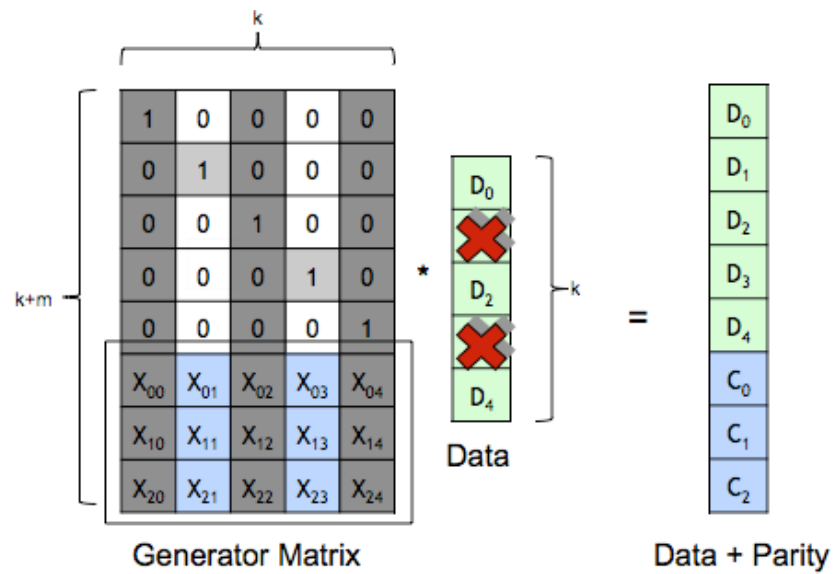 k
k+m
1 0 0 0 0
0 1 0 0 0
0 0 1 0 0
0 0 0 1 0
0 0 0 0 1
X₀₀ X₀₁ X₀₂ X₀₃ X₀₄
X₁₀ X₁₁ X₁₂ X₁₃ X₁₄
X₂₀ X₂₁ X₂₂ X₂₃ X₂₄
Generator Matrix
*
D₀
D₂
D₄
k
Data
=
D₀
D₁
D₂
D₃
D₄
C₀
C₁
C₂
Data + Parity